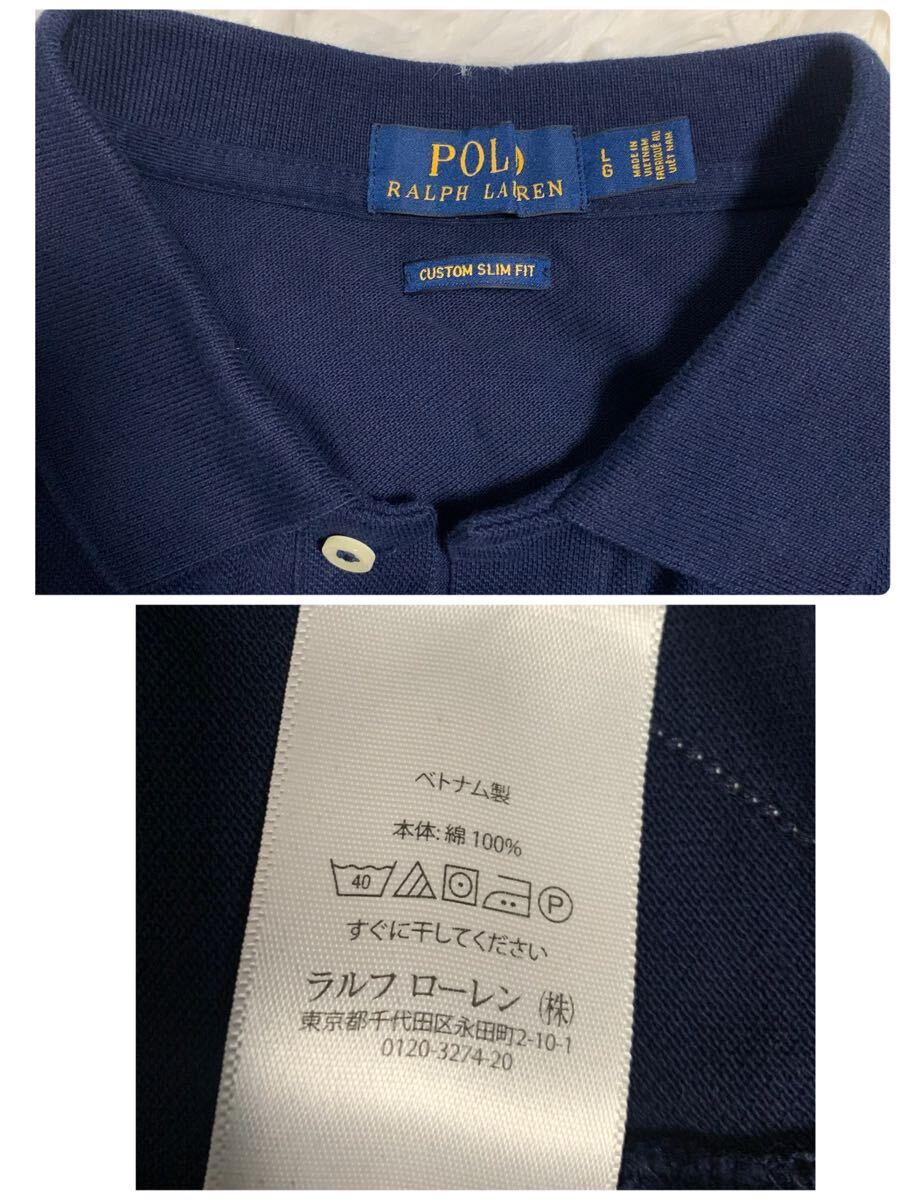 POLO
RALPH LAUREN
L
G
MADE IN
VIETNAM
FABRIQUÉ AU
VIÊT NAM
CUSTOM SLIM FIT
ベトナム製
本体: 綿 100%
40 P
すぐに干してください
ラルフ ローレン (株)
東京都千代田区永田町2-10-1
0120-3274-20